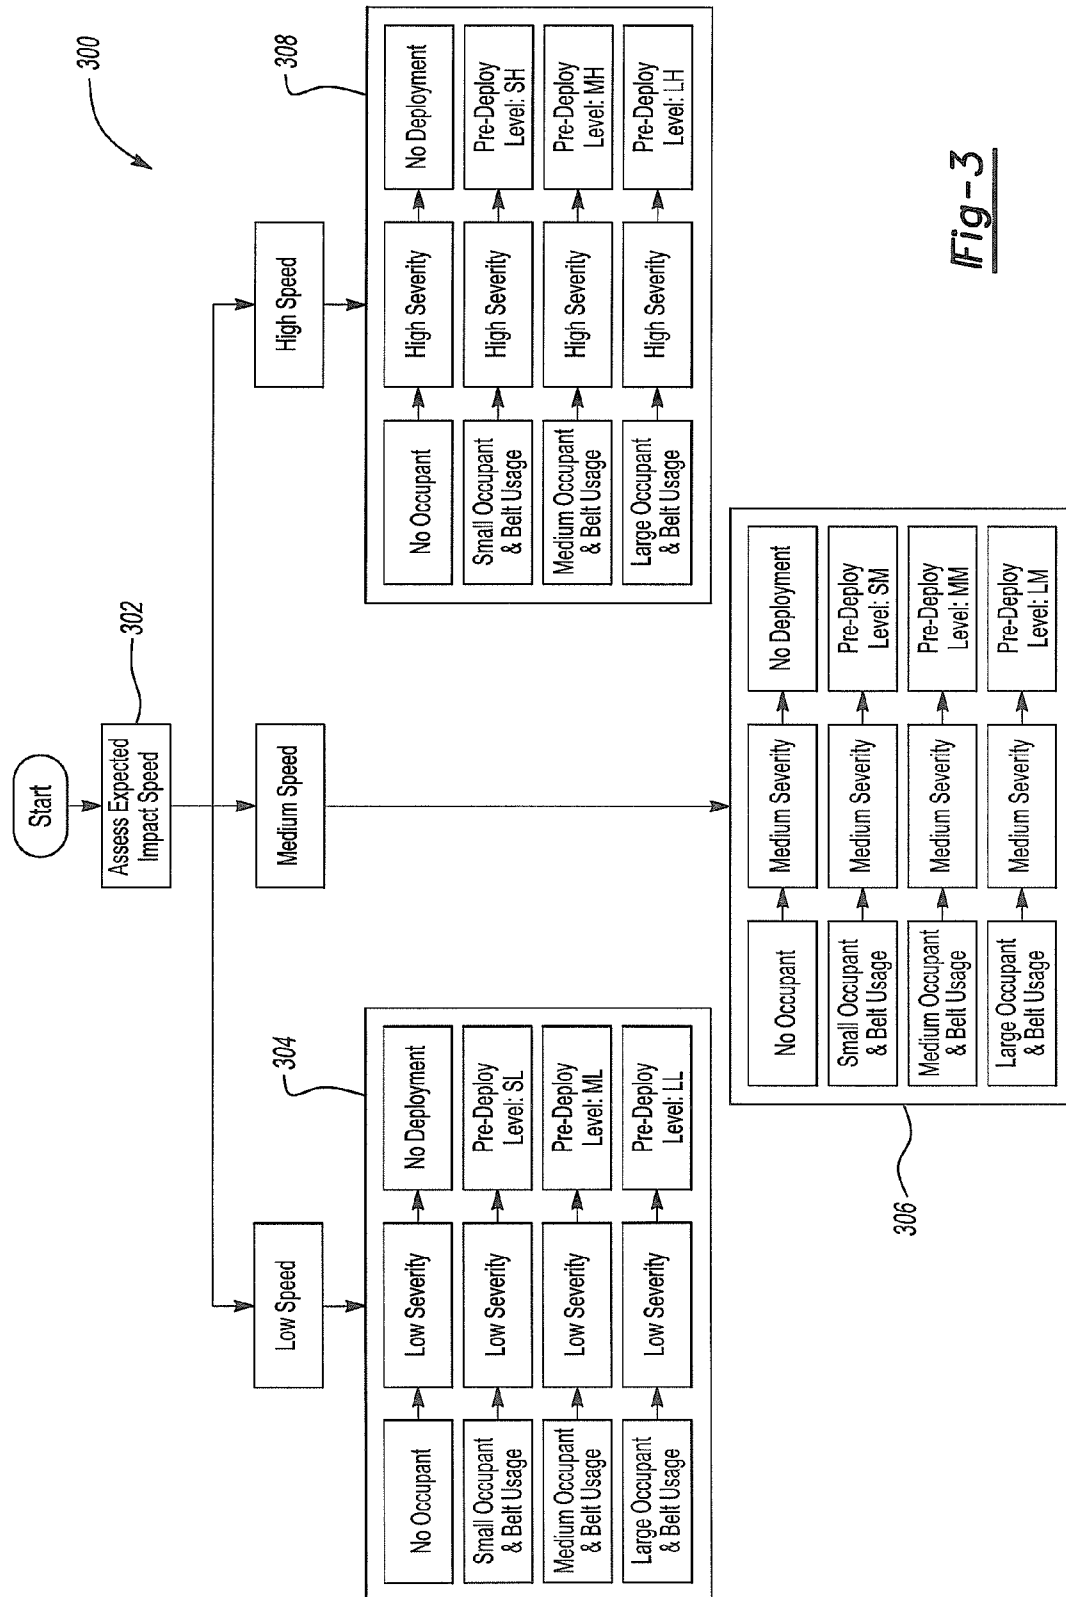 300
Start
Assess Expected
Impact Speed
302
Low Speed
Medium Speed
High Speed
304
No Occupant
Low Severity
No Deployment
Small Occupant
& Belt Usage
Low Severity
Pre-Deploy
Level: SL
Medium Occupant
& Belt Usage
Low Severity
Pre-Deploy
Level: ML
Large Occupant
& Belt Usage
Low Severity
Pre-Deploy
Level: LL
308
No Occupant
High Severity
No Deployment
Small Occupant
& Belt Usage
High Severity
Pre-Deploy
Level: SH
Medium Occupant
& Belt Usage
High Severity
Pre-Deploy
Level: MH
Large Occupant
& Belt Usage
High Severity
Pre-Deploy
Level: LH
306
No Occupant
Medium Severity
No Deployment
Small Occupant
& Belt Usage
Medium Severity
Pre-Deploy
Level: SM
Medium Occupant
& Belt Usage
Medium Severity
Pre-Deploy
Level: MM
Large Occupant
& Belt Usage
Medium Severity
Pre-Deploy
Level: LM
Fig-3